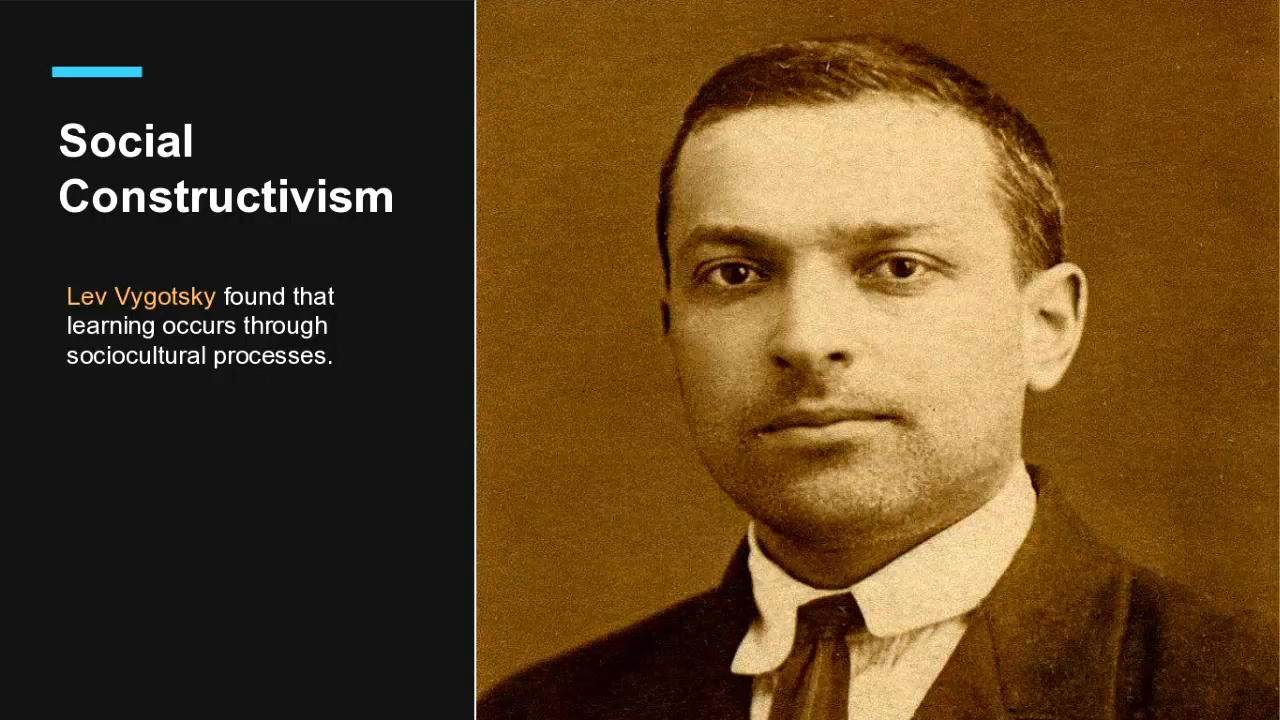 Social
Constructivism
Lev Vygotsky found that
learning occurs through
sociocultural processes.